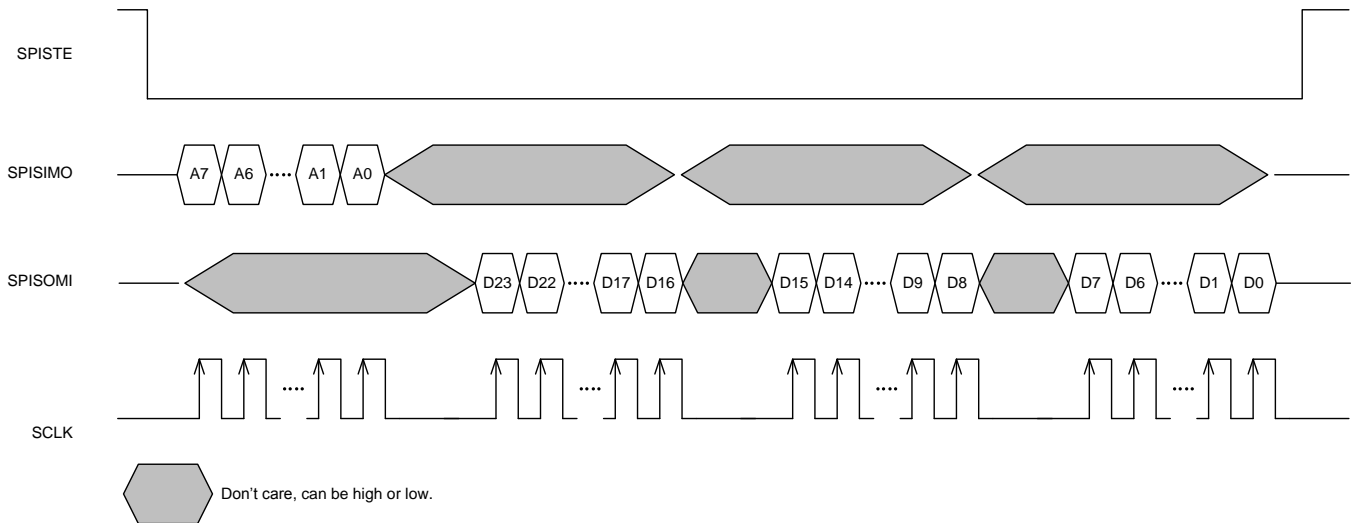 SPISTE
SPISIMO
A7 A6 A1 A0
SPISOMI
D23 D22 D17 D16 D15 D14 D9 D8 D7 D6 D1 D0
SCLK
Don't care, can be high or low.